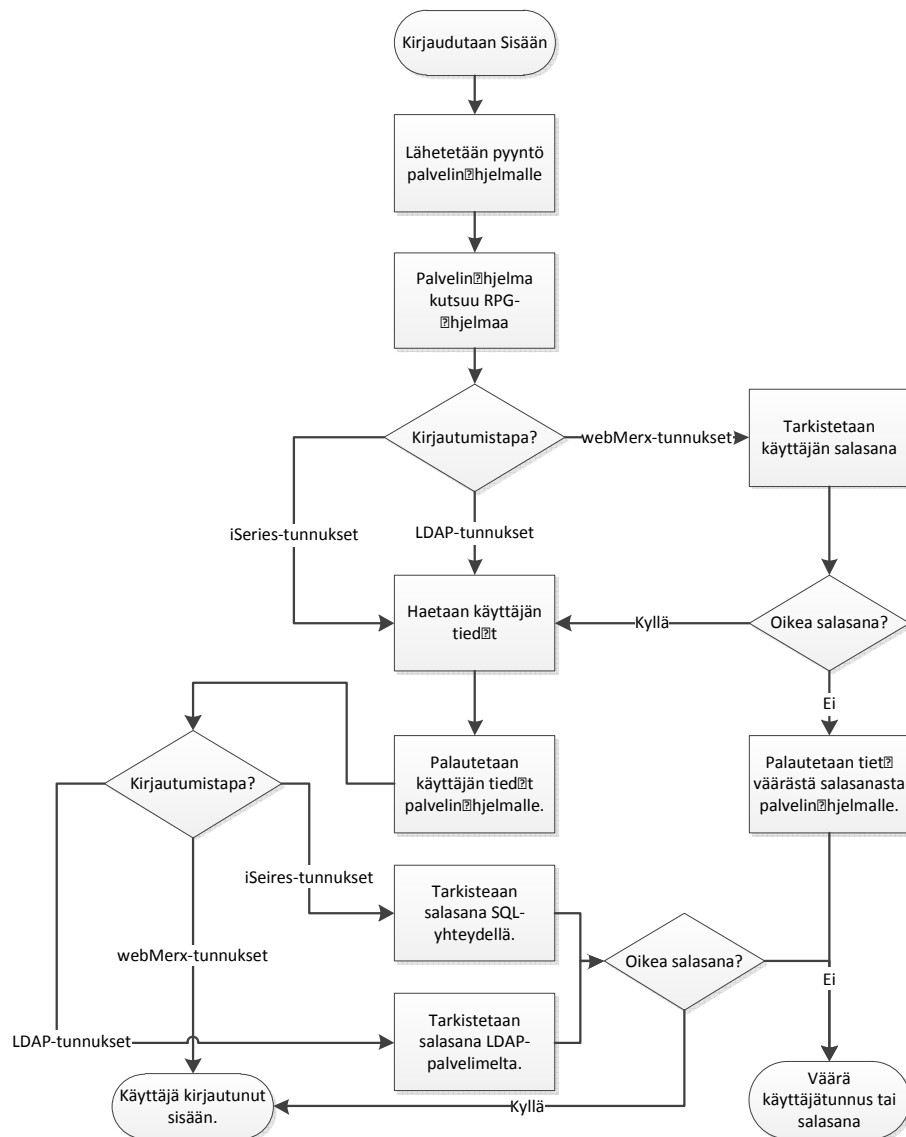 Kirjaudutaan Sisään
Lähetetään pyyntö
palvelin⍰hjelmalle
Palvelin⍰hjelma
kutsuu RPG-
⍰hjelmaa
Kirjautumistapa?
webMerx-tunnukset
Tarkistetaan
käyttäjän salasana
iSeries-tunnukset
LDAP-tunnukset
Haetaan käyttäjän
tied⍰t
Kyllä
Oikea salasana?
Ei
Palautetaan
käyttäjän tied⍰t
palvelin⍰hjelmalle.
Palautetaan tiet⍰
väärästä salasanasta
palvelin⍰hjelmalle.
Kirjautumistapa?
iSeires-tunnukset
Tarkisteaan
salasana SQL-
yhteydellä.
webMerx-tunnukset
Oikea salasana?
Ei
LDAP-tunnukset
Tarkistetaan
salasana LDAP-
palvelimelta.
Käyttäjä kirjautunut
sisään.
Kyllä
Väärä
käyttäjätunnus tai
salasana